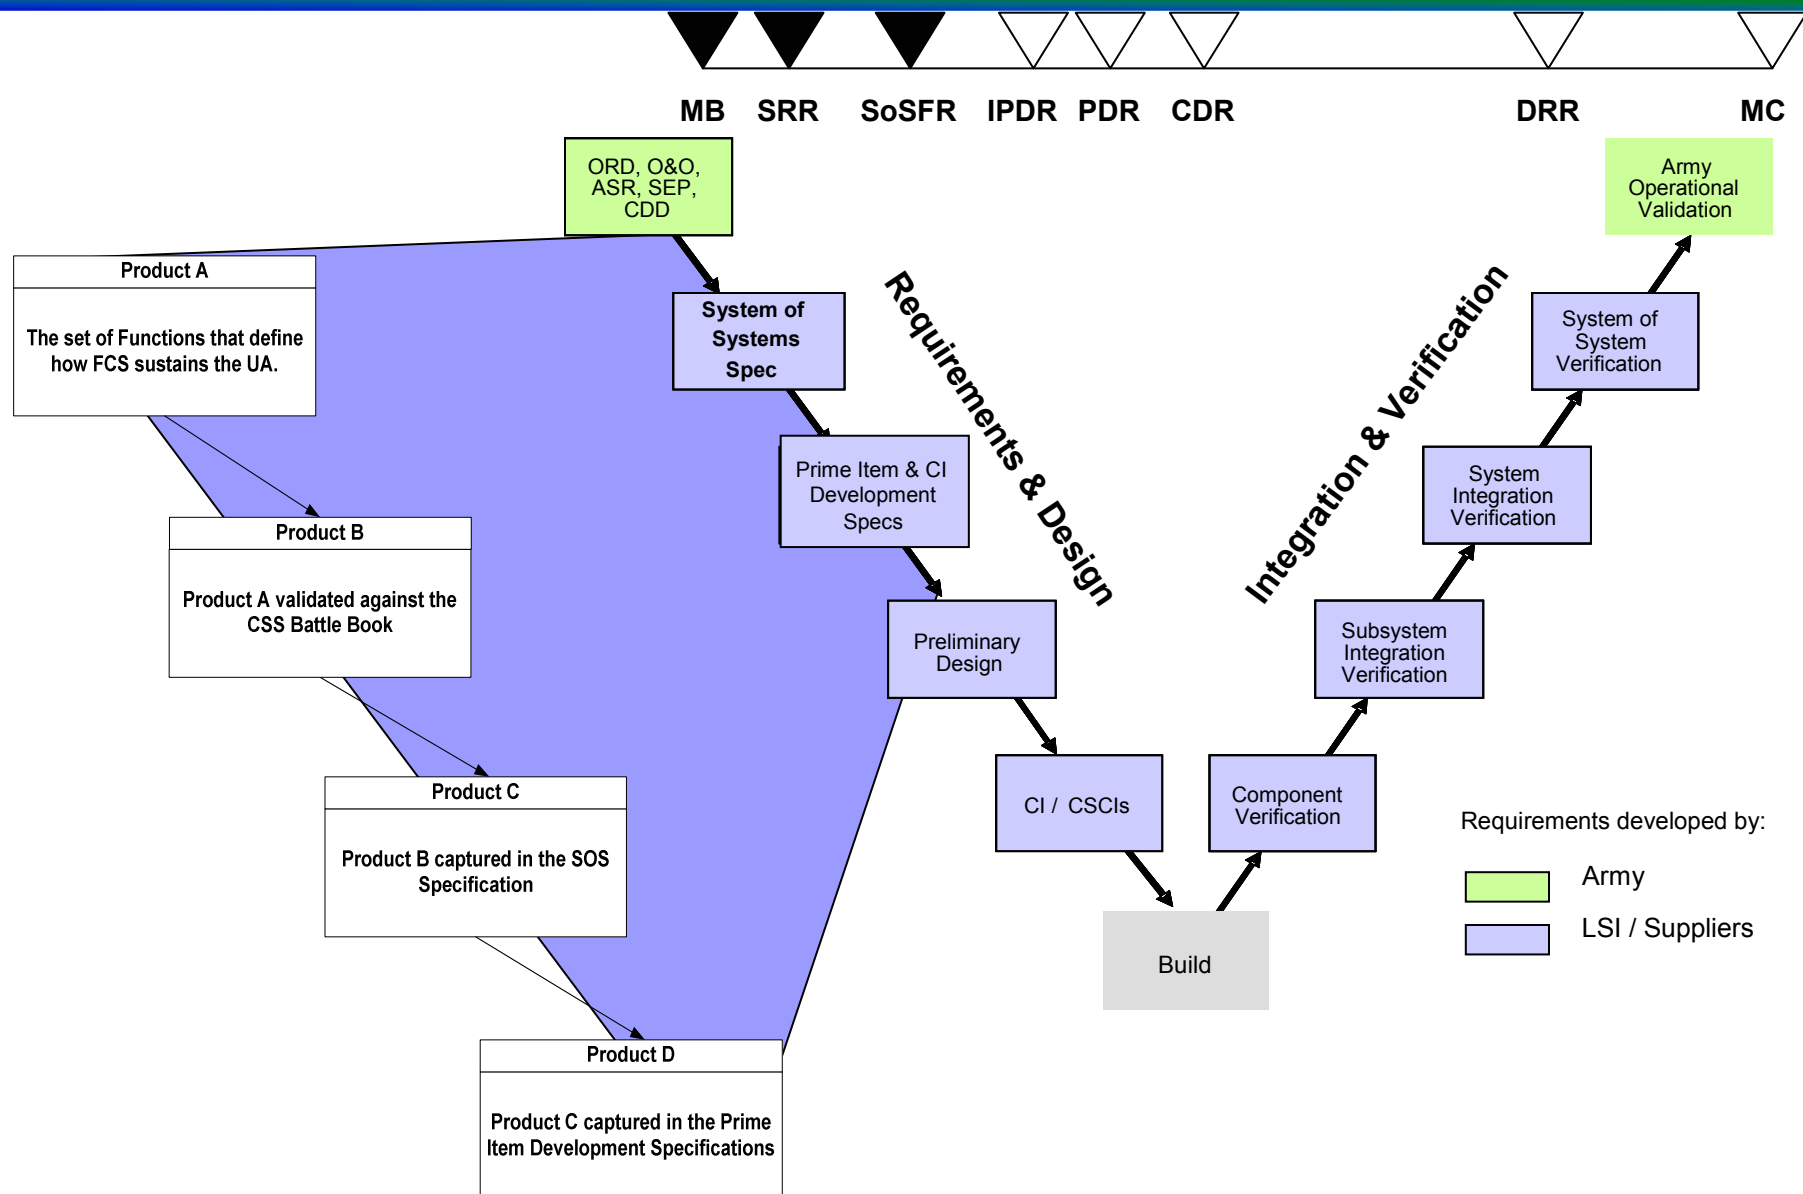 MB SRR SoSFR IPDR PDR CDR DRR MC
ORD, O&O,
ASR, SEP,
CDD
Army
Operational
Validation
Product A
The set of Functions that define
how FCS sustains the UA.
System of
Systems
Spec
Requirements & Design
Integration & Verification
System of
System
Verification
Prime Item & CI
Development
Specs
System
Integration
Verification
Product B
Product A validated against the
CSS Battle Book
Preliminary
Design
Subsystem
Integration
Verification
Product C
Product B captured in the SOS
Specification
CI / CSCIs
Component
Verification
Requirements developed by:
Army
LSI / Suppliers
Build
Product D
Product C captured in the Prime
Item Development Specifications